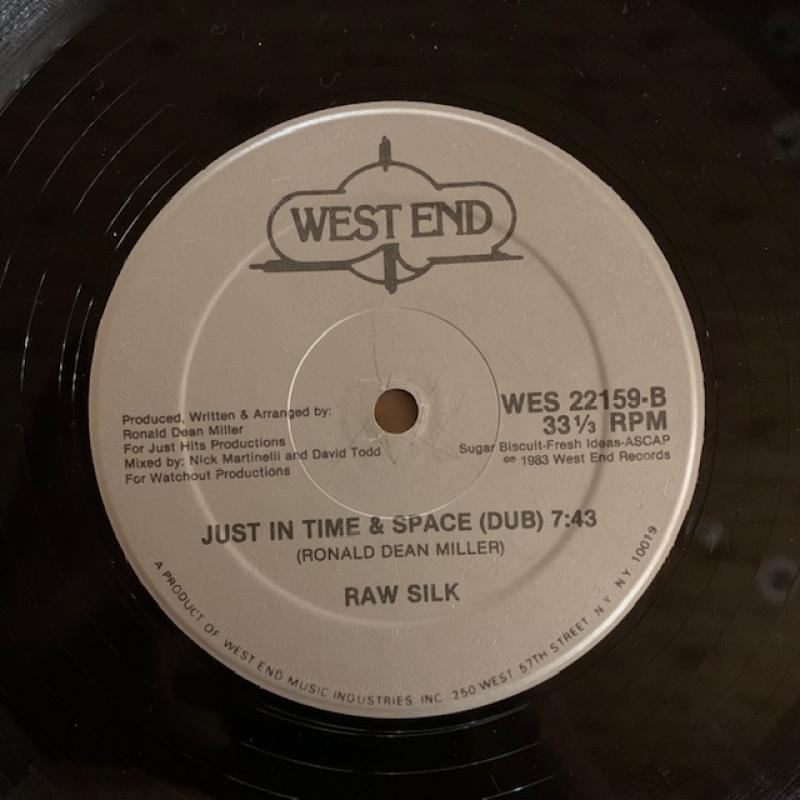 WEST END
Produced, Written & Arranged by:
Ronald Dean Miller
For Just Hits Productions
Mixed by: Nick Martinelli and David Todd
For Watchout Productions
WES 22159-B
33⅓ RPM
Sugar Biscuit-Fresh Ideas-ASCAP
©℗ 1983 West End Records
JUST IN TIME & SPACE (DUB) 7:43
(RONALD DEAN MILLER)
RAW SILK
A PRODUCT OF WEST END MUSIC INDUSTRIES INC. 250 WEST 57TH STREET, N.Y. NY 10019